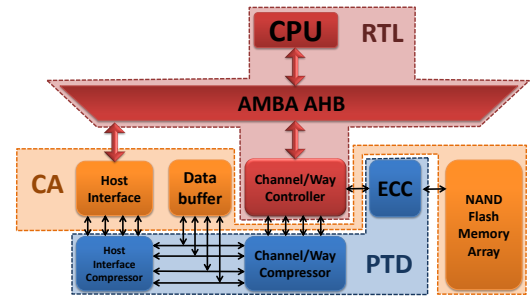 CPU
RTL
AMBA AHB
CA
Host
Interface
Data
buffer
Channel/Way
Controller
ECC
NAND
Flash
Memory
Array
Host
Interface
Compressor
Channel/Way
Compressor
PTD